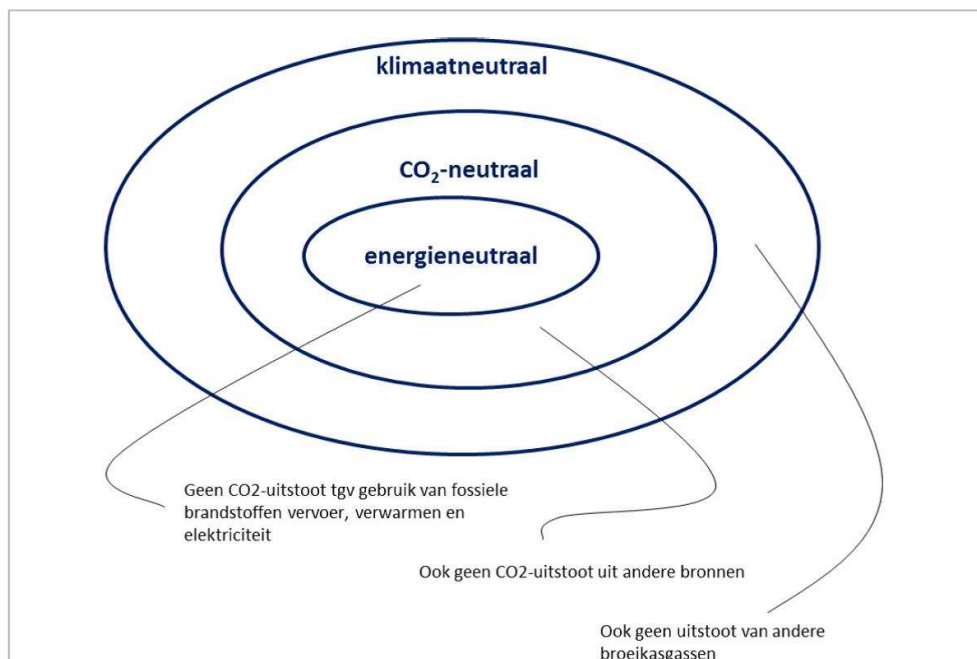 klimaatneutraal
CO₂-neutraal
energieneutraal
Geen CO2-uitstoot tgv gebruik van fossiele
brandstoffen vervoer, verwarmen en
elektriciteit
Ook geen CO2-uitstoot uit andere bronnen
Ook geen uitstoot van andere
broeikasgassen